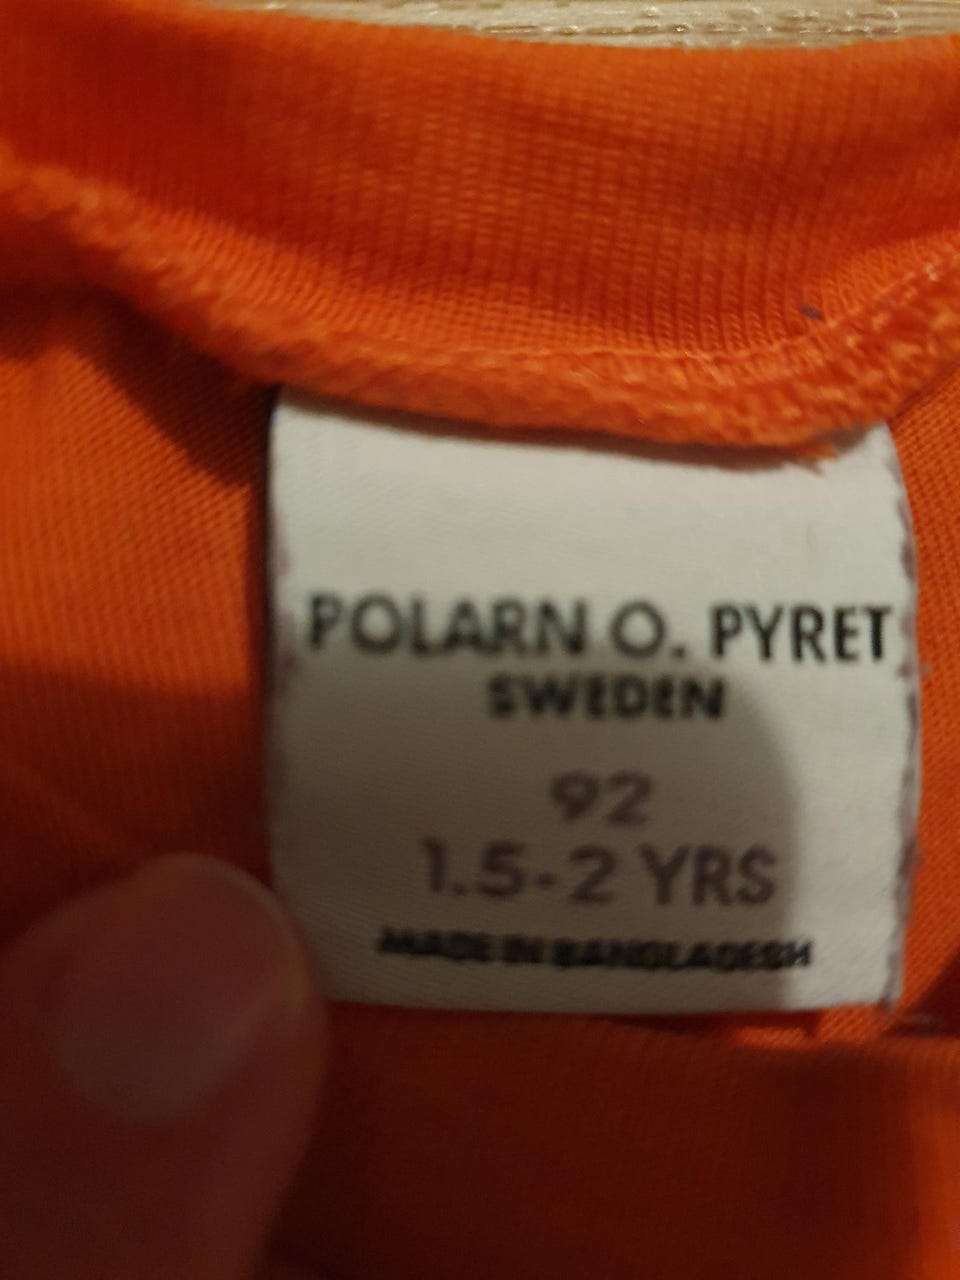 POLARN O. PYRET
SWEDEN
92
1.5-2 YRS
MADE IN BANGLADESH